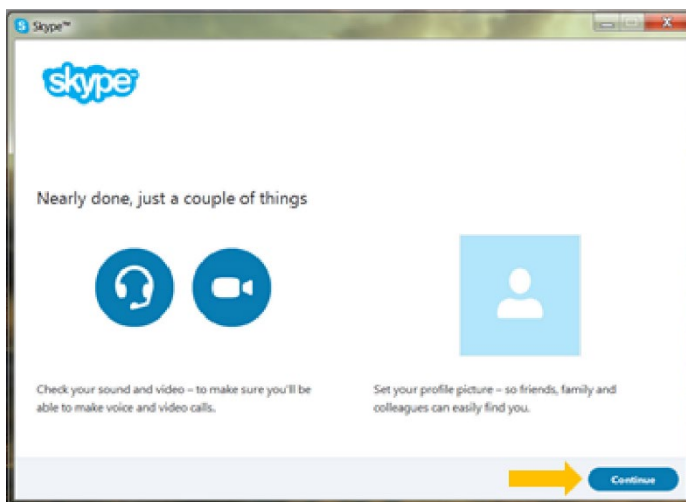 Skype™
skype™
Nearly done, just a couple of things
Check your sound and video – to make sure you'll be
able to make voice and video calls.
Set your profile picture – so friends, family and
colleagues can easily find you.
Continue